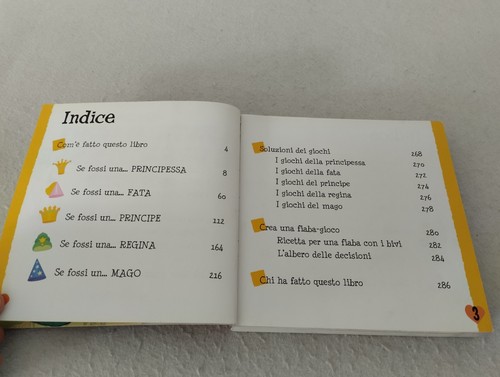 Indice
Com'è fatto questo libro 4
Se fossi una... PRINCIPESSA 8
Se fossi una... FATA 60
Se fossi un... PRINCIPE 112
Se fossi una... REGINA 164
Se fossi un... MAGO 216
Soluzioni dei giochi 268
I giochi della principessa 270
I giochi della fata 272
I giochi del principe 274
I giochi della regina 276
I giochi del mago 278
Crea una fiaba-gioco 280
Ricetta per una fiaba con i bivi 282
L'albero delle decisioni 284
Chi ha fatto questo libro 286
3